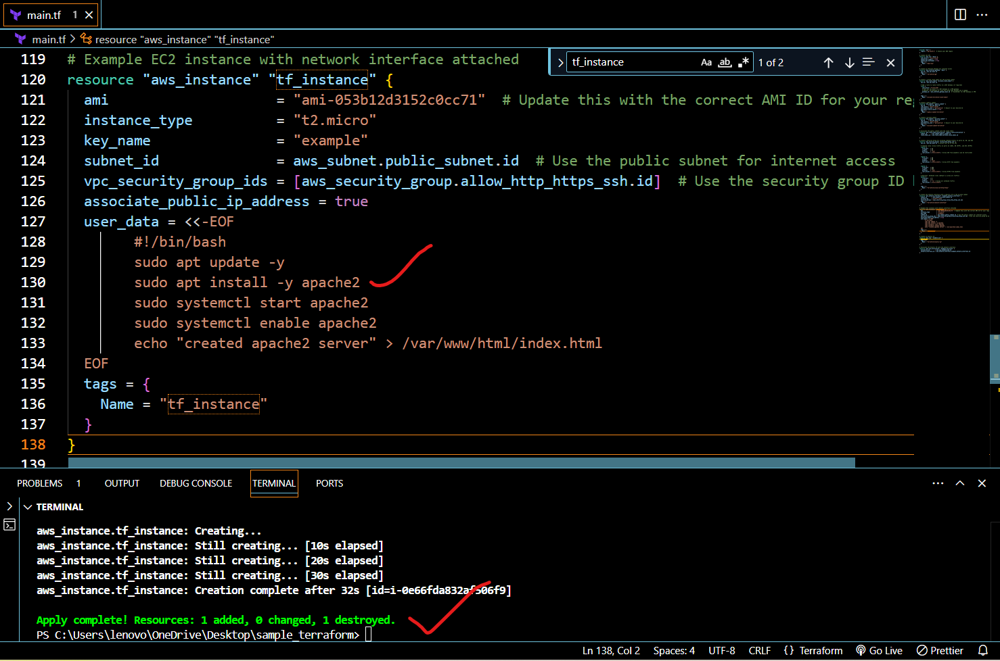 main.tf 1
main.tf > resource "aws_instance" "tf_instance"
tf_instance Aa ab 1 of 2
119 # Example EC2 instance with network interface attached
120 resource "aws_instance" "tf_instance" {
121 ami = "ami-053b12d3152c0cc71" # Update this with the correct AMI ID for your re
122 instance_type = "t2.micro"
123 key_name = "example"
124 subnet_id = aws_subnet.public_subnet.id # Use the public subnet for internet access
125 vpc_security_group_ids = [aws_security_group.allow_http_https_ssh.id] # Use the security group ID
126 associate_public_ip_address = true
127 user_data = <<-EOF
128 #!/bin/bash
129 sudo apt update -y
130 sudo apt install -y apache2
131 sudo systemctl start apache2
132 sudo systemctl enable apache2
133 echo "created apache2 server" > /var/www/html/index.html
134 EOF
135 tags = {
136 Name = "tf_instance"
137 }
138 }
139
PROBLEMS 1 OUTPUT DEBUG CONSOLE TERMINAL PORTS
TERMINAL
aws_instance.tf_instance: Creating...
aws_instance.tf_instance: Still creating... [10s elapsed]
aws_instance.tf_instance: Still creating... [20s elapsed]
aws_instance.tf_instance: Still creating... [30s elapsed]
aws_instance.tf_instance: Creation complete after 32s [id=i-0e66fda832af506f9]
Apply complete! Resources: 1 added, 0 changed, 1 destroyed.
PS C:\Users\lenovo\OneDrive\Desktop\sample_terraform>
Ln 138, Col 2 Spaces: 4 UTF-8 CRLF {} Terraform Go Live Prettier